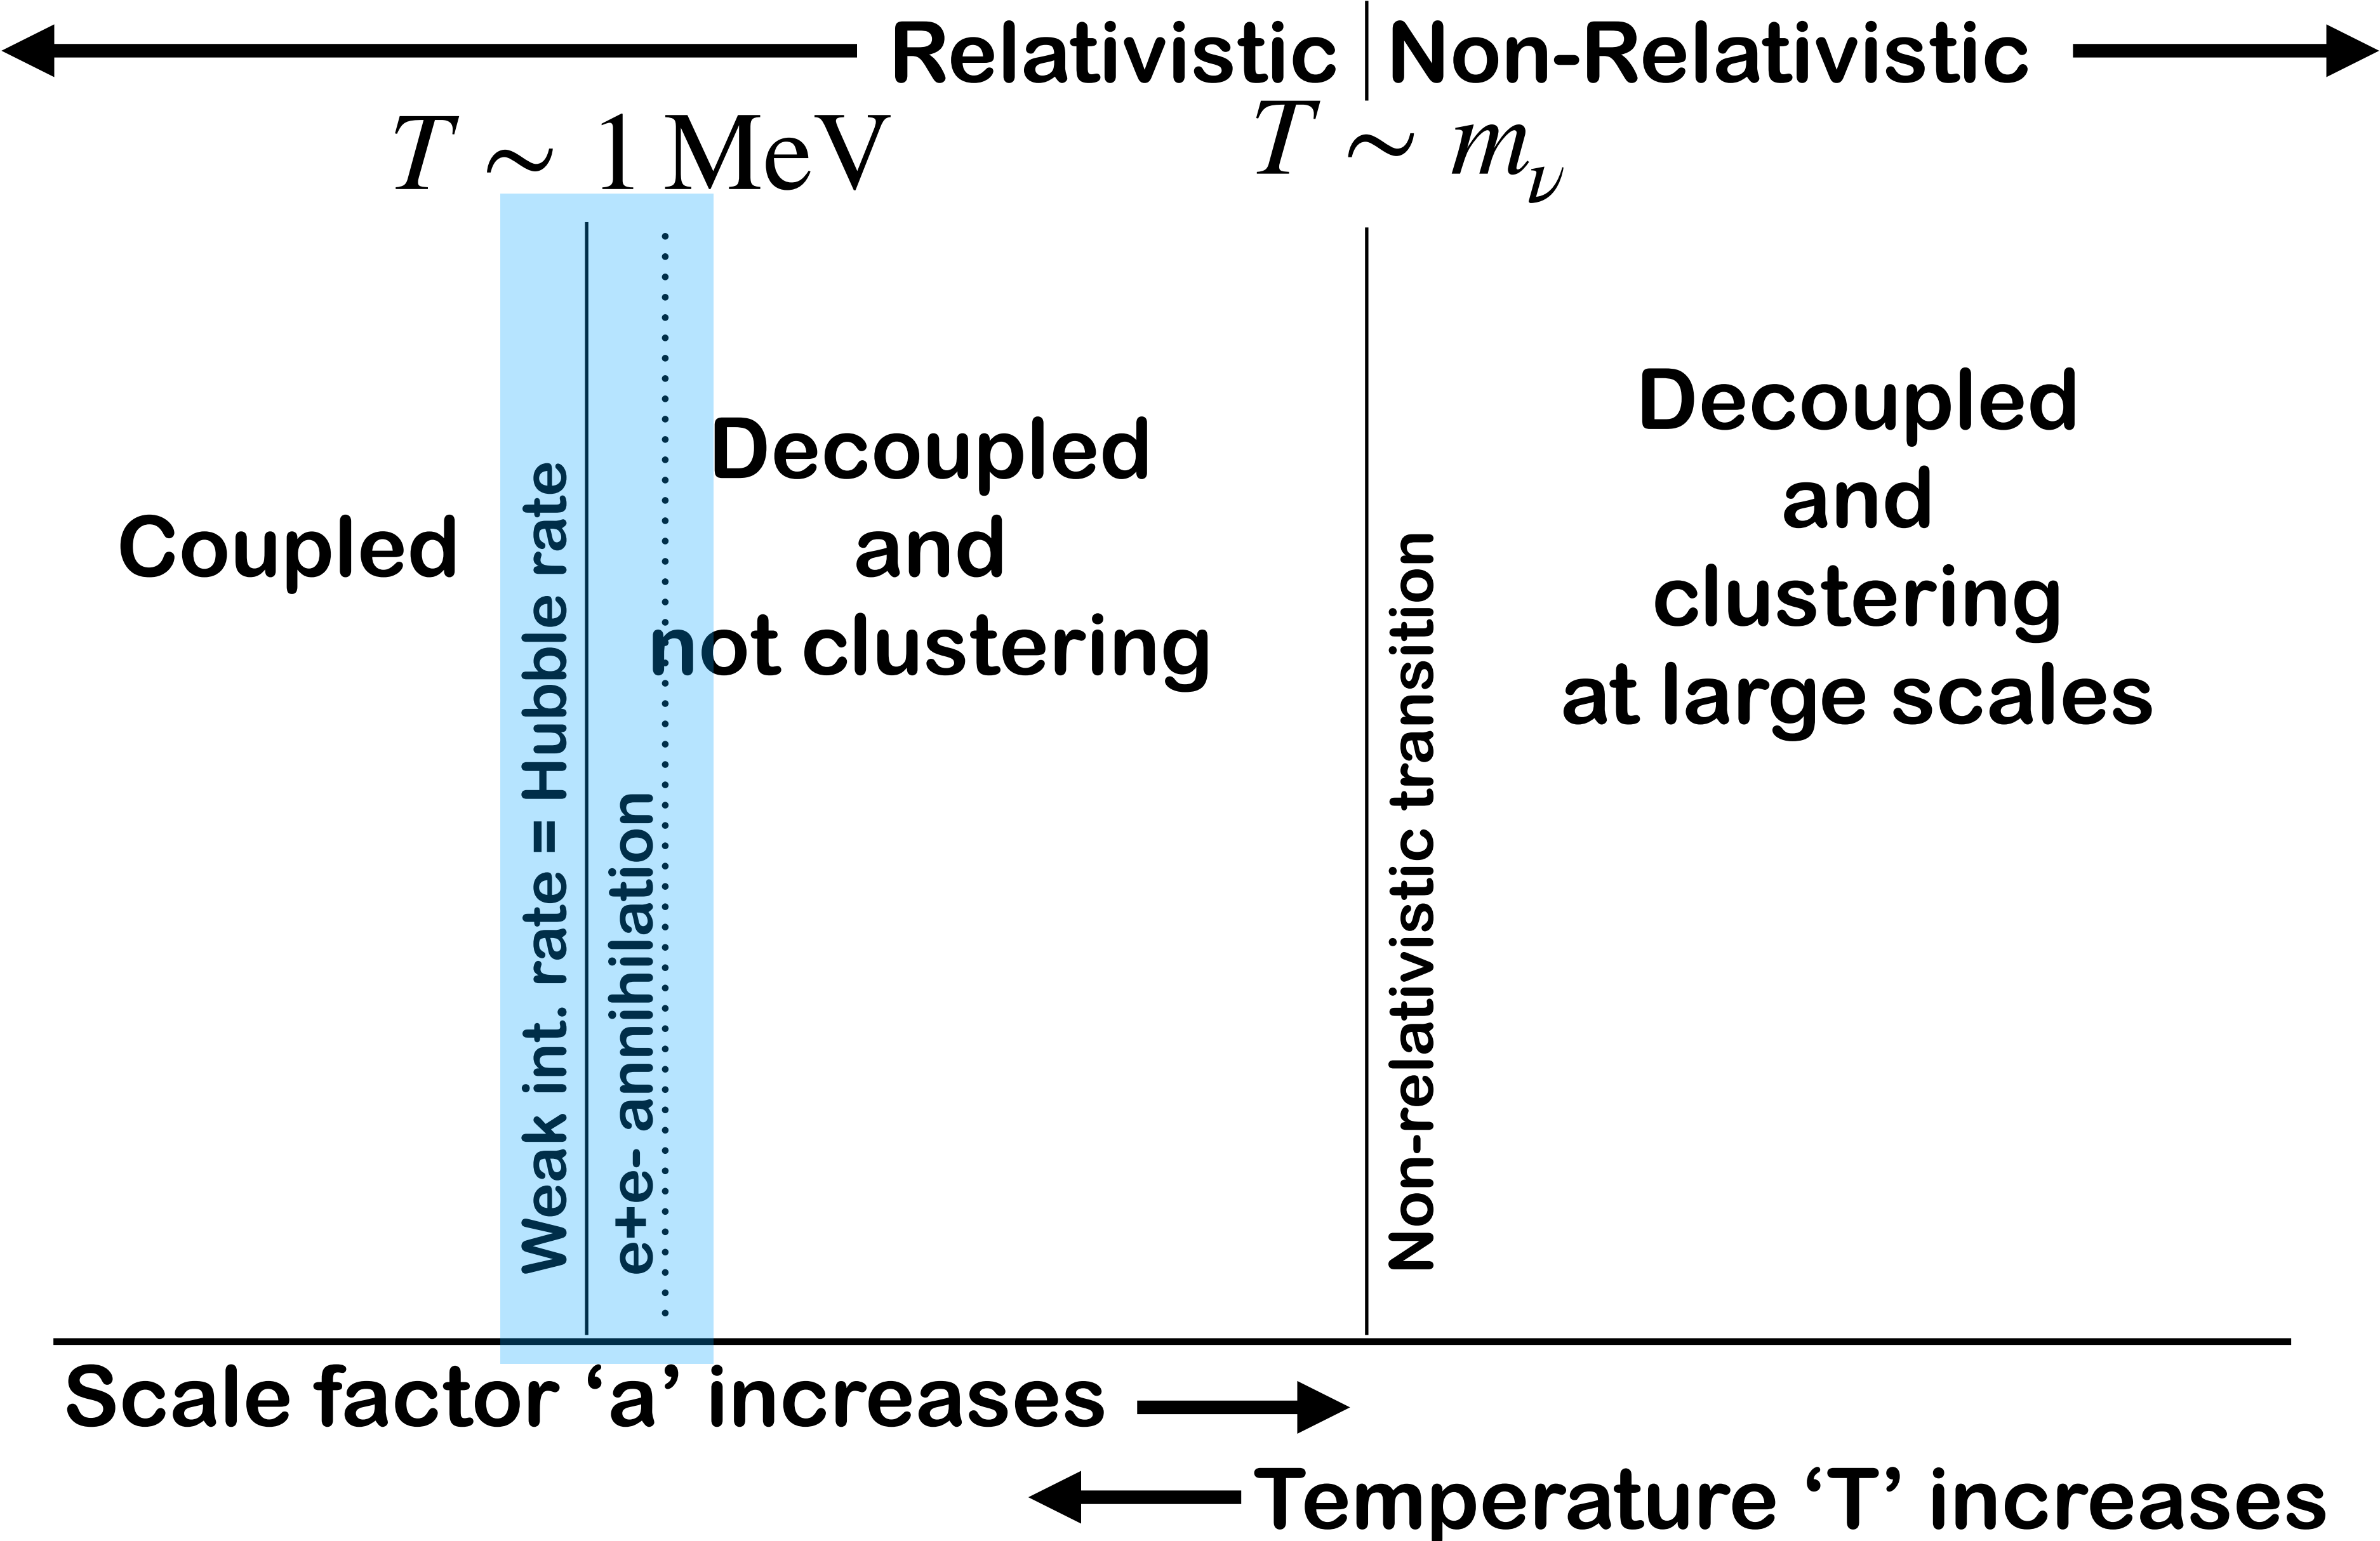 Relativistic
Non-Relativistic
T ∼ 1 MeV
T ∼ mν
Coupled
Weak int. rate = Hubble rate
e+e- annihilation
Decoupled
and
not clustering
Non-relativistic transition
Decoupled
and
clustering
at large scales
Scale factor ‘a’ increases
Temperature ‘T’ increases